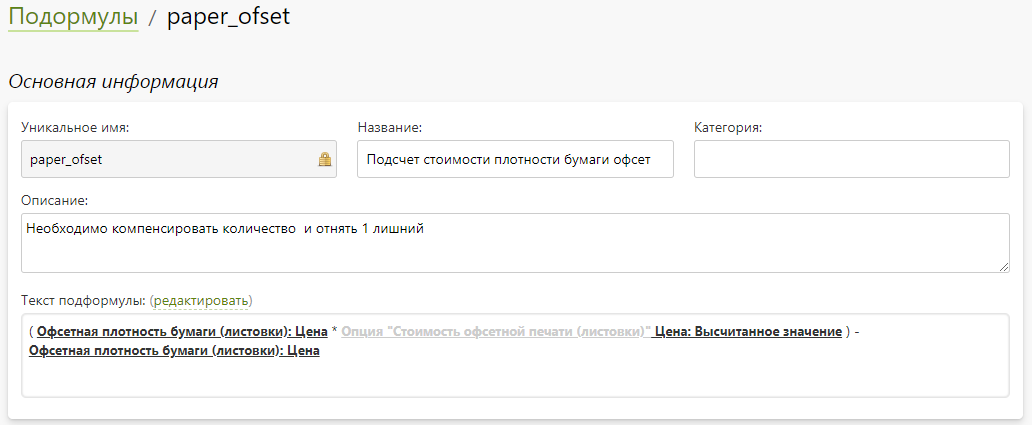 Подормулы / paper_ofset
Основная информация
Уникальное имя: Название: Категория:
paper_ofset Подсчет стоимости плотности бумаги офсет
Описание:
Необходимо компенсировать количество и отнять 1 лишний
Текст подформулы: (редактировать)
( Офсетная плотность бумаги (листовки): Цена * Опция "Стоимость офсетной печати (листовки)" Цена: Высчитанное значение ) -
Офсетная плотность бумаги (листовки): Цена